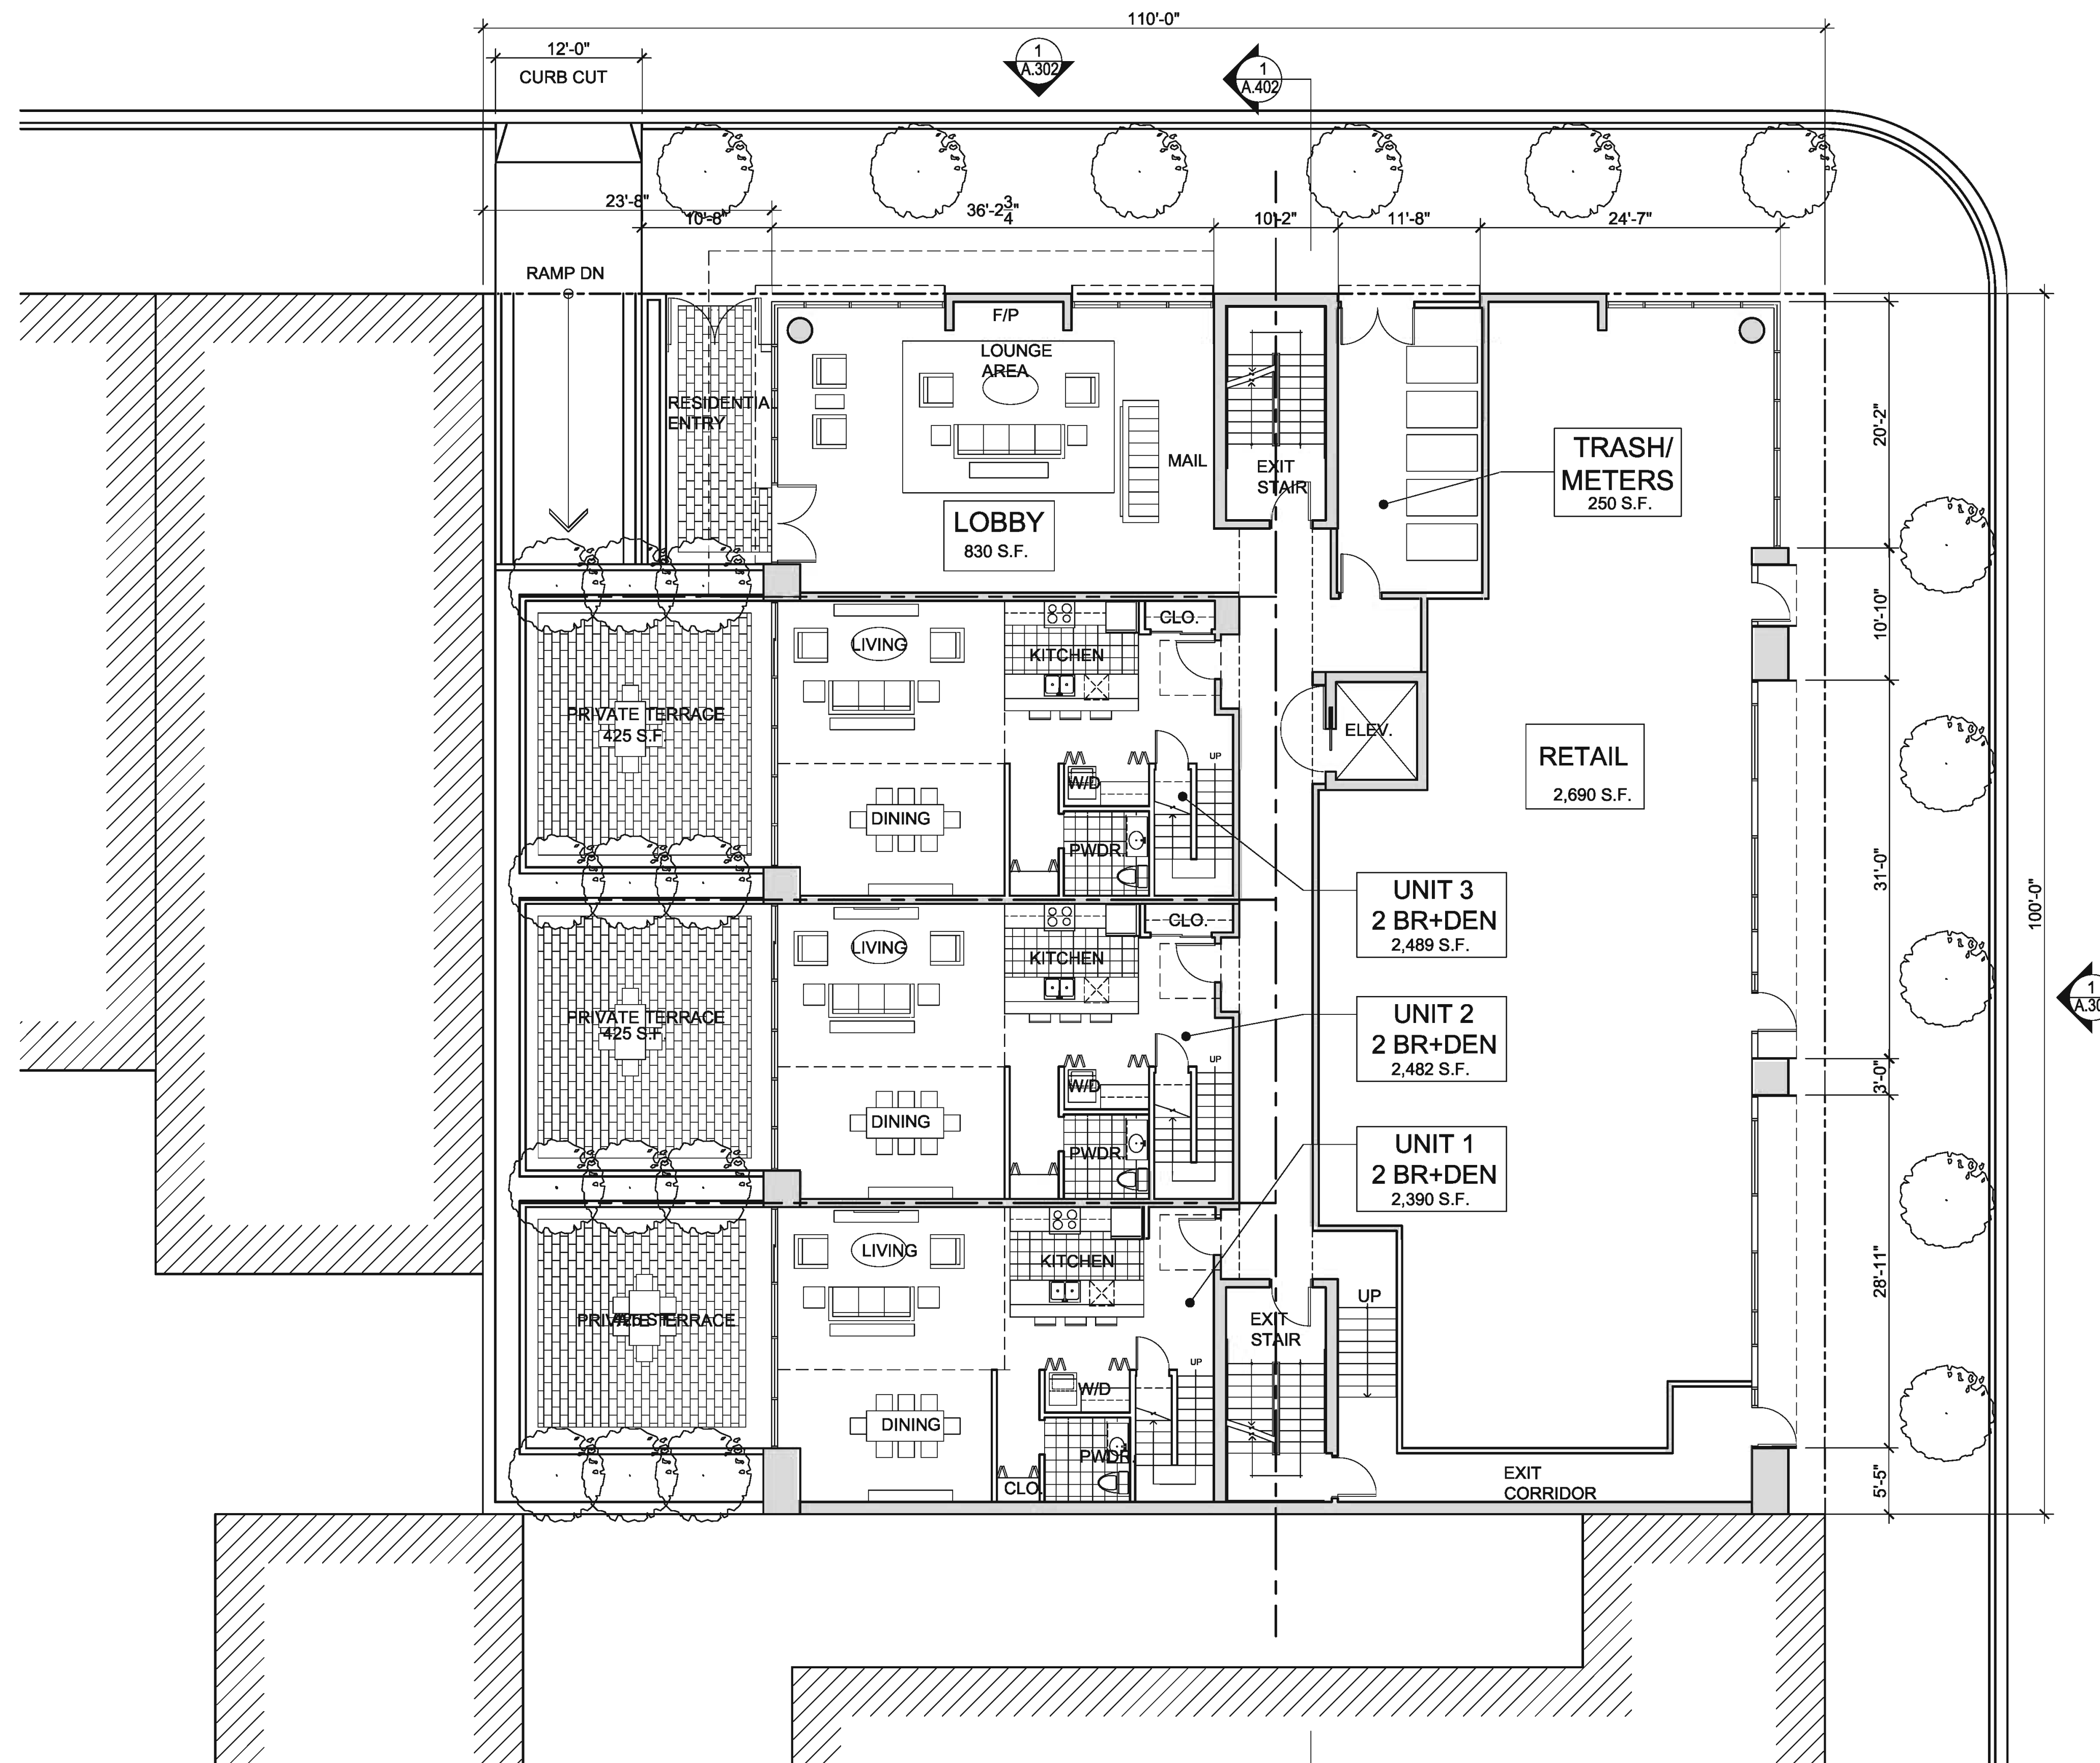 110'-0"
12'-0"
CURB CUT
1
A.302
1
A.402
23'-8"
10'-8"
36'-2 3/4"
10'-2"
11'-8"
24'-7"
RAMP DN
F/P
LOUNGE
AREA
RESIDENTIAL
ENTRY
MAIL
EXIT
STAIR
LOBBY
830 S.F.
TRASH/
METERS
250 S.F.
20'-2"
10'-10"
CLO.
LIVING
KITCHEN
PRIVATE TERRACE
425 S.F.
UP
ELEV.
W/D
DINING
PWDR.
RETAIL
2,690 S.F.
31'-0"
100'-0"
UNIT 3
2 BR+DEN
2,489 S.F.
CLO.
LIVING
KITCHEN
PRIVATE TERRACE
425 S.F.
UP
W/D
DINING
PWDR.
UNIT 2
2 BR+DEN
2,482 S.F.
1
3'-0"
UNIT 1
2 BR+DEN
2,390 S.F.
LIVING
KITCHEN
PRIVATE TERRACE
UP
W/D
DINING
PWDR.
CLO.
EXIT
STAIR
UP
28'-11"
EXIT
CORRIDOR
5'-5"